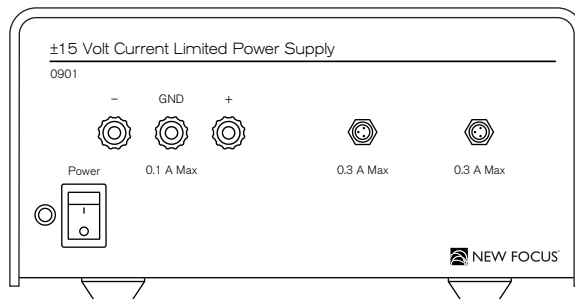 ±15 Volt Current Limited Power Supply
0901
– GND +
Power 0.1 A Max 0.3 A Max 0.3 A Max
NEW FOCUS